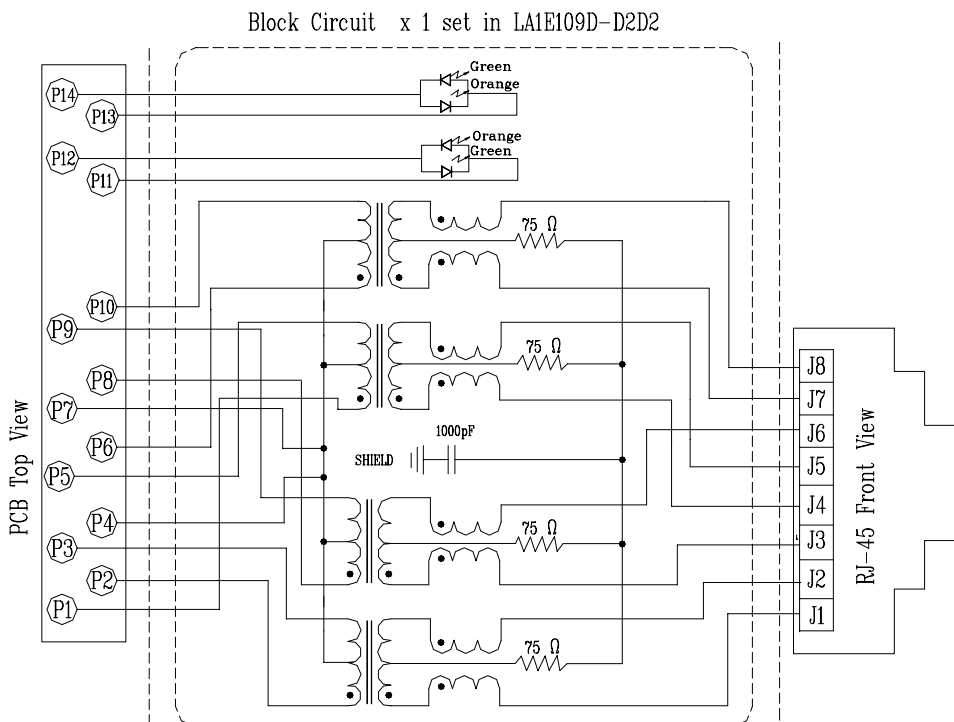 Block Circuit x 1 set in LA1E109D-D2D2
Green
Orange
P14
P13
Orange
Green
P12
P11
75 Ω
P10
P9
75 Ω
P8
P7
1000pF
SHIELD
P6
P5
P4
75 Ω
P3
P2
P1
75 Ω
PCB Top View
J8
J7
J6
J5
J4
J3
J2
J1
RJ-45 Front View